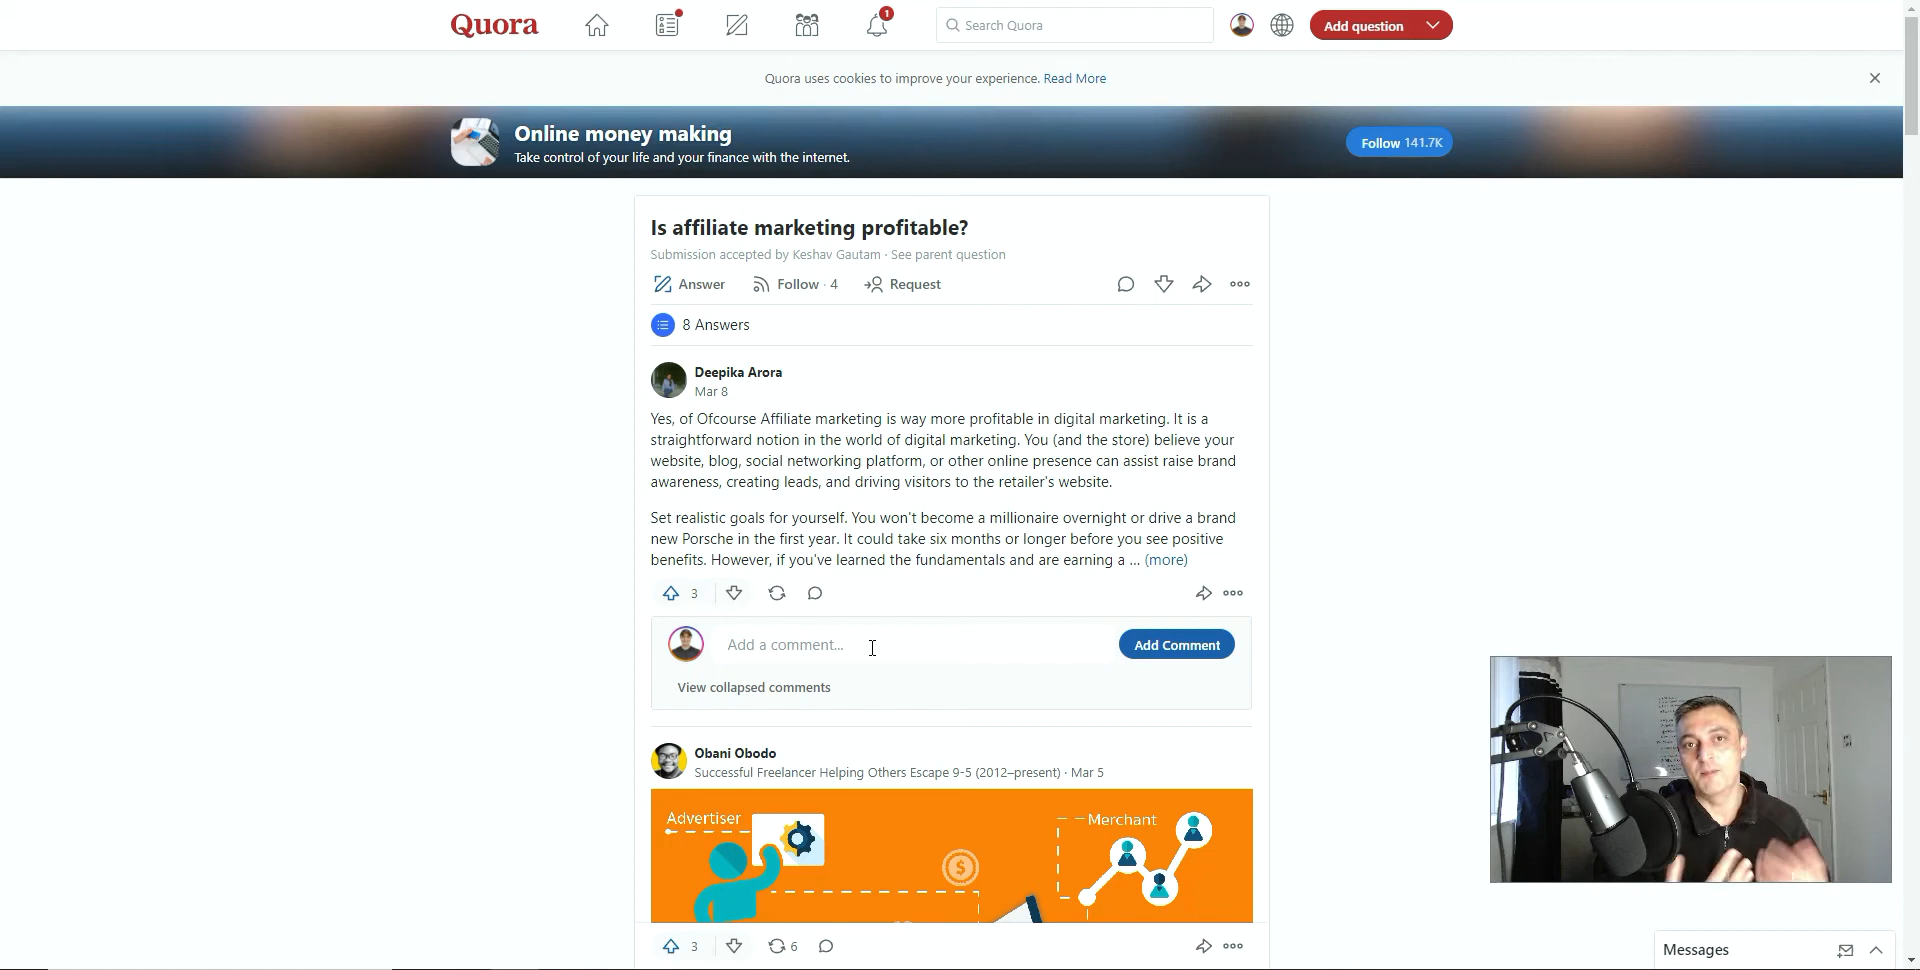 Quora
1
Search Quora
Add question
Quora uses cookies to improve your experience. Read More
Online money making
Take control of your life and your finance with the internet.
Follow 141.7K
Is affiliate marketing profitable?
Submission accepted by Keshav Gautam · See parent question
Answer
Follow · 4
Request
8 Answers
Deepika Arora
Mar 8
Yes, of Ofcourse Affiliate marketing is way more profitable in digital marketing. It is a
straightforward notion in the world of digital marketing. You (and the store) believe your
website, blog, social networking platform, or other online presence can assist raise brand
awareness, creating leads, and driving visitors to the retailer's website.
Set realistic goals for yourself. You won't become a millionaire overnight or drive a brand
new Porsche in the first year. It could take six months or longer before you see positive
benefits. However, if you've learned the fundamentals and are earning a ... (more)
3
Add a comment...
Add Comment
View collapsed comments
Obani Obodo
Successful Freelancer Helping Others Escape 9-5 (2012–present) · Mar 5
Advertiser
Merchant
$
3
6
Messages